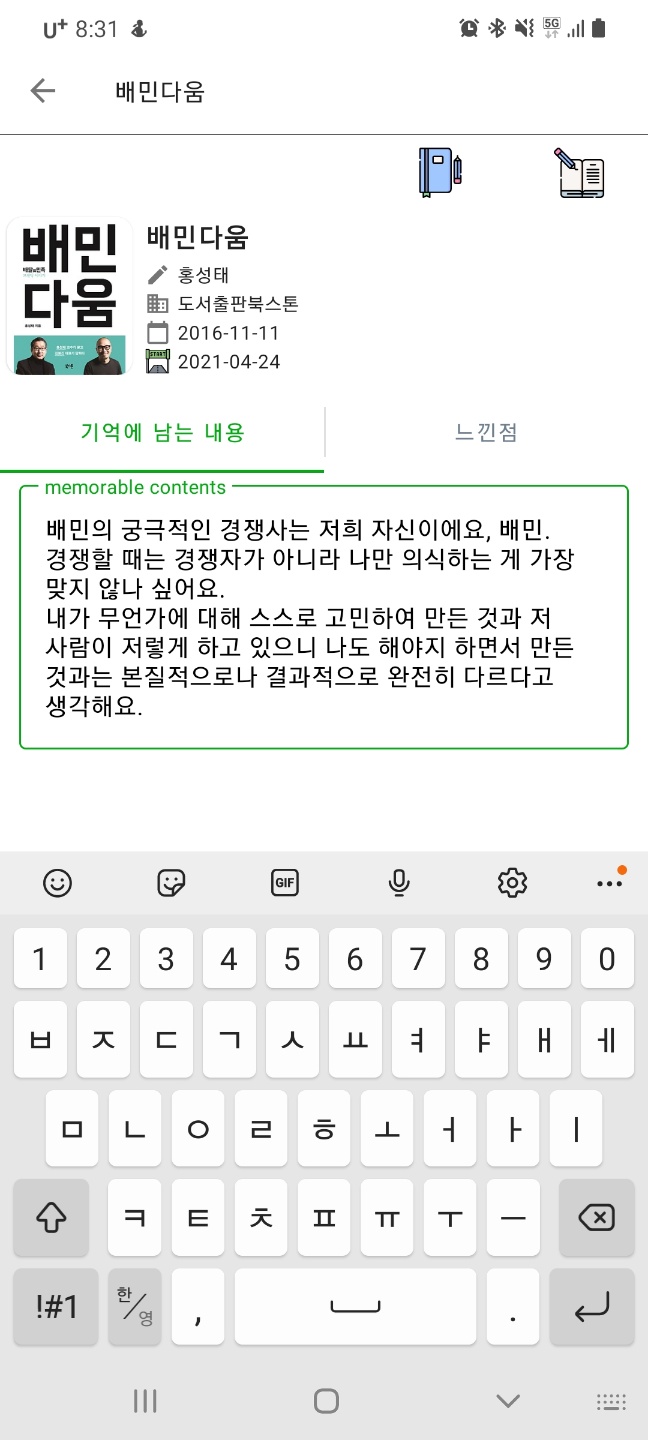 U+ 8:31 5G
배민다움
배민
다움
배민다움
홍성태
도서출판북스톤
2016-11-11
START 2021-04-24
기억에 남는 내용 느낀점
memorable contents
배민의 궁극적인 경쟁사는 저희 자신이에요, 배민.
경쟁할 때는 경쟁자가 아니라 나만 의식하는 게 가장
맞지 않나 싶어요.
내가 무언가에 대해 스스로 고민하여 만든 것과 저
사람이 저렇게 하고 있으니 나도 해야지 하면서 만든
것과는 본질적으로나 결과적으로 완전히 다르다고
생각해요.
GIF
1 2 3 4 5 6 7 8 9 0
ㅂ ㅈ ㄷ ㄱ ㅅ ㅛ ㅕ ㅑ ㅐ ㅔ
ㅁ ㄴ ㅇ ㄹ ㅎ ㅗ ㅓ ㅏ ㅣ
ㅋ ㅌ ㅊ ㅍ ㅠ ㅜ ㅡ
!#1 한/영 , .